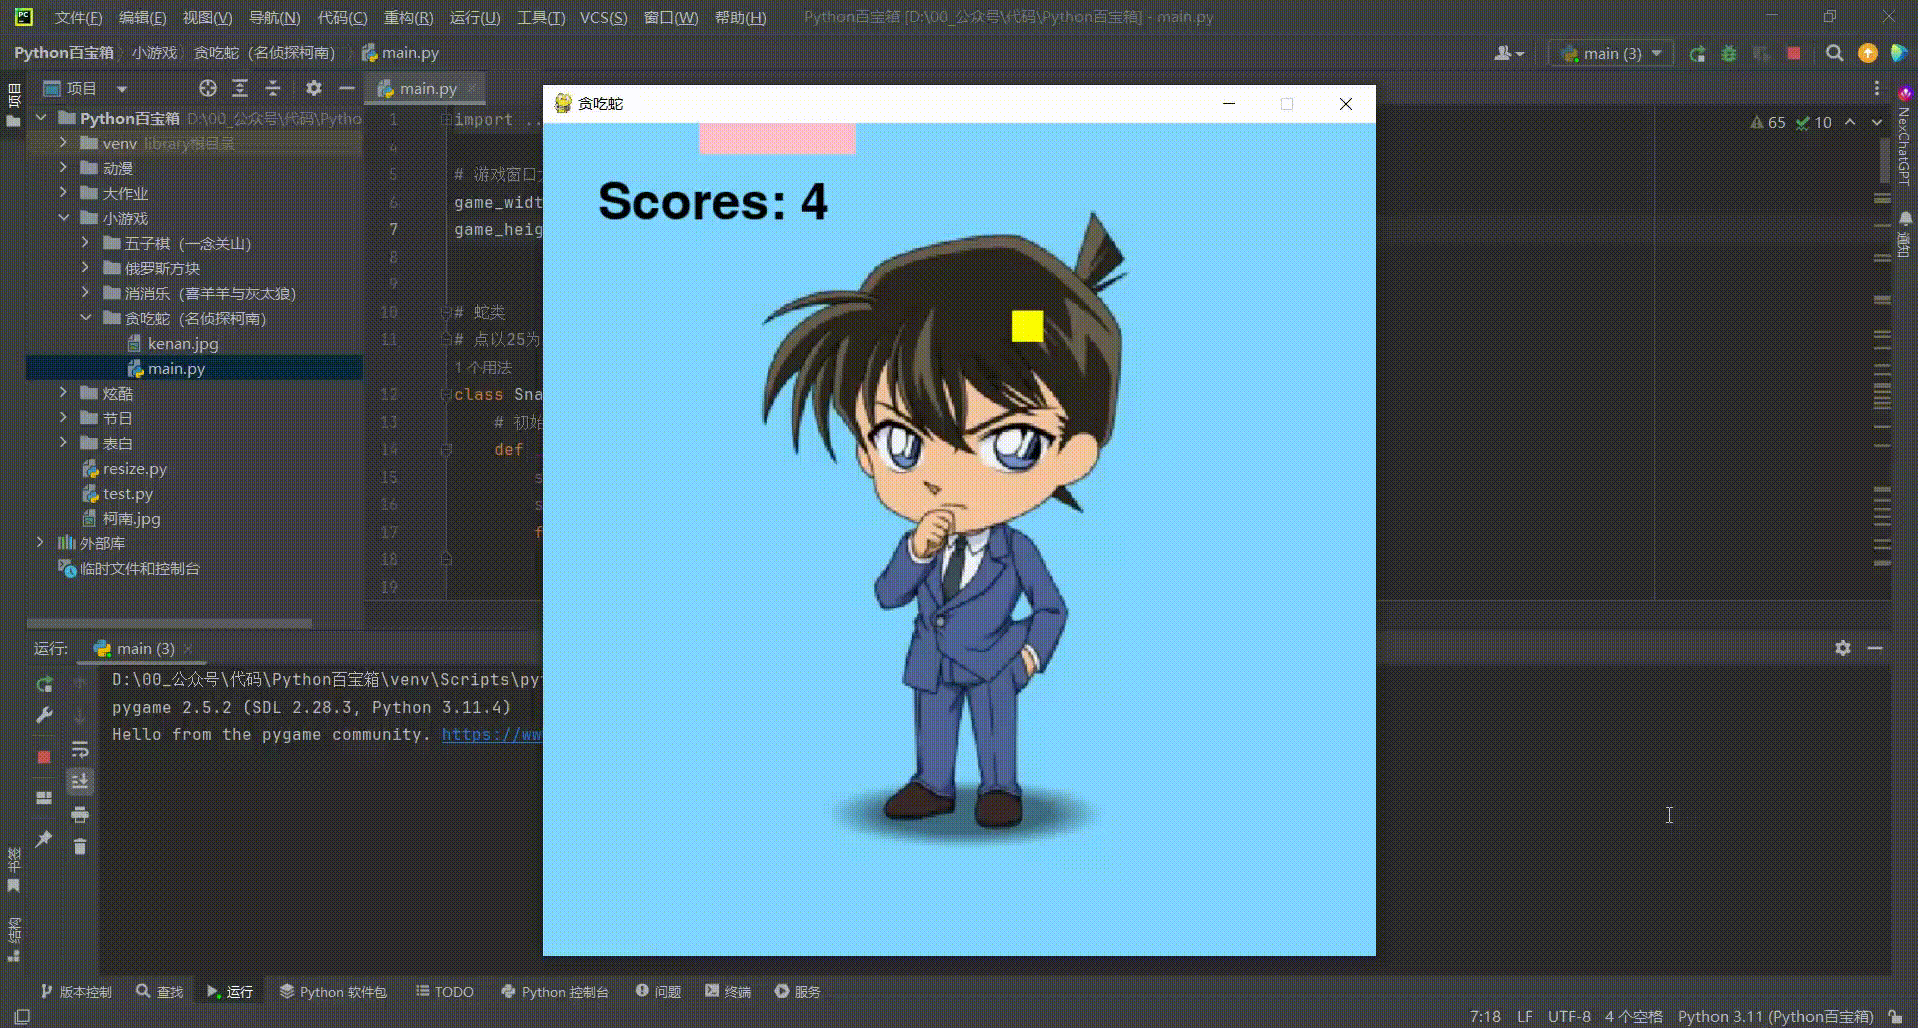 文件(F) 编辑(E) 视图(V) 导航(N) 代码(C) 重构(R) 运行(U) 工具(T) VCS(S) 窗口(W) 帮助(H) Python百宝箱 [D:\00_公众号\代码\Python百宝箱] - main.py
Python百宝箱 小游戏 贪吃蛇（名侦探柯南） main.py
main (3)
项目
项目
main.py
Python百宝箱 D:\00_公众号\代码\Pytho
venv library根目录
动漫
大作业
小游戏
五子棋（一念关山）
俄罗斯方块
消消乐（喜羊羊与灰太狼）
贪吃蛇（名侦探柯南）
kenan.jpg
main.py
炫酷
节日
表白
resize.py
test.py
柯南.jpg
外部库
临时文件和控制台
1 import ..
4
5 # 游戏窗口
6 game_widt
7 game_heig
8
9
10 # 蛇类
11 # 点以25为
1个用法
12 class Sna
13 # 初始
14 def
15 s
16 s
17 f
18
19
贪吃蛇
Scores: 4
65 10
NexChatGPT
通知
运行: main (3)
D:\00_公众号\代码\Python百宝箱\venv\Scripts\py
pygame 2.5.2 (SDL 2.28.3, Python 3.11.4)
Hello from the pygame community. https://ww
书签
结构
版本控制 查找 运行 Python 软件包 TODO Python 控制台 问题 终端 服务
7:18 LF UTF-8 4 个空格 Python 3.11 (Python百宝箱)